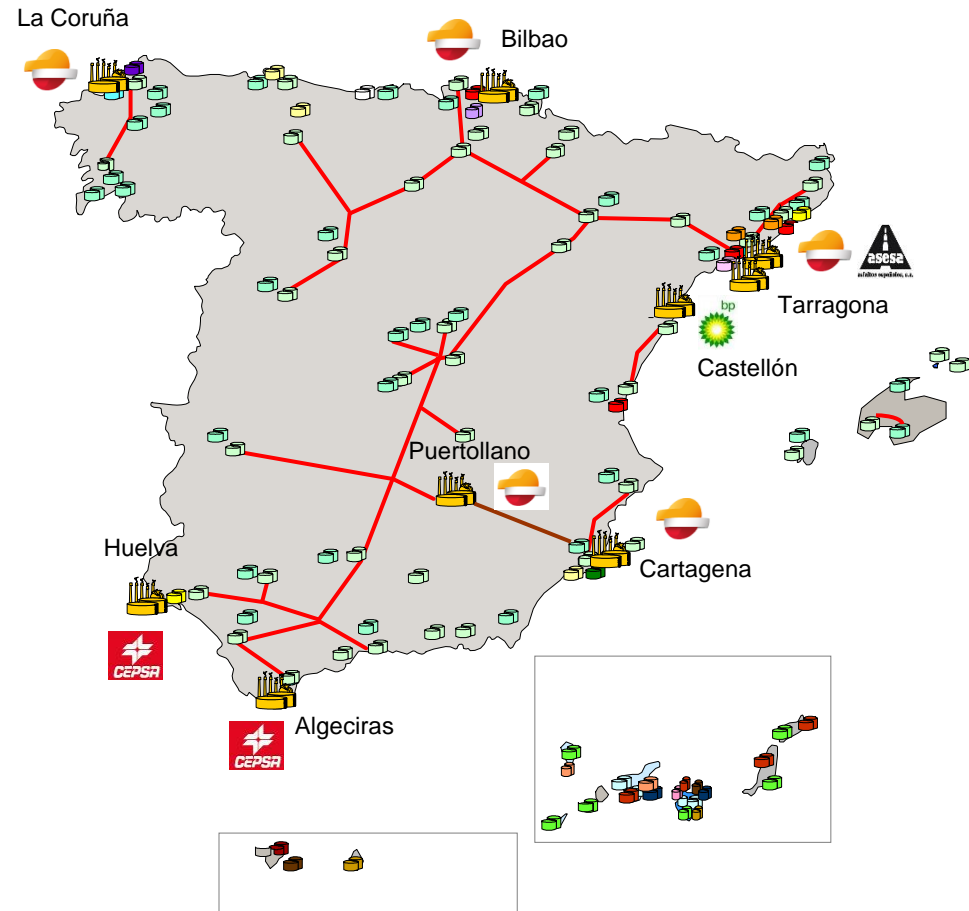 La Coruña
Bilbao
asesa
asfaltos españoles, s.a.
Tarragona
bp
Castellón
Puertollano
Huelva
Cartagena
CEPSA
Algeciras
CEPSA